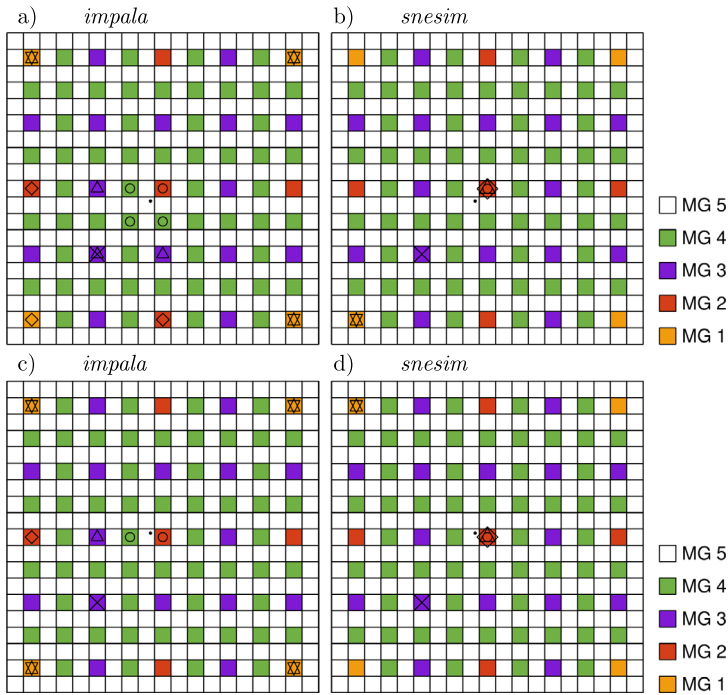 a) impala
b) snesim
MG 5
MG 4
MG 3
MG 2
MG 1
c) impala
d) snesim
MG 5
MG 4
MG 3
MG 2
MG 1